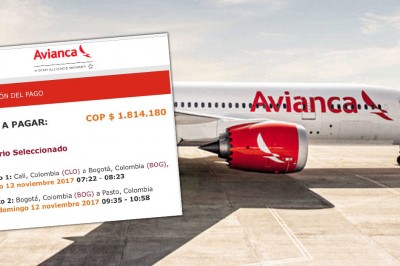 Avianca
A STAR ALLIANCE MEMBER
ÓN DEL PAGO
A PAGAR: COP $ 1.814.180
rio Seleccionado
o 1: Cali, Colombia (CLO) a Bogotá, Colombia (BOG),
o 12 noviembre 2017 07:22 - 08:23
o 2: Bogotá, Colombia (BOG) a Pasto, Colombia
domingo 12 noviembre 2017 09:35 - 10:58
Avianca